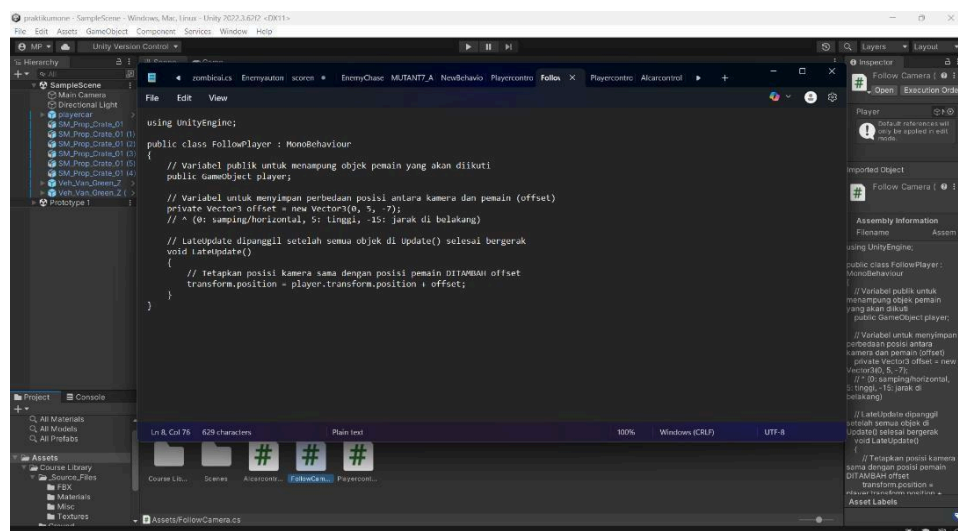 praktikumone - SampleScene - Windows, Mac, Linux - Unity 2022.3.62f2 <DX11>
File Edit Assets GameObject Component Services Window Help
MP Unity Version Control Layers Layout
Hierarchy
All
SampleScene
Main Camera
Directional Light
playercar
SM_Prop_Crate_01
SM_Prop_Crate_01 (1)
SM_Prop_Crate_01 (2)
SM_Prop_Crate_01 (3)
SM_Prop_Crate_01 (5)
SM_Prop_Crate_01 (4)
Veh_Van_Green_Z
Veh_Van_Green_Z (
Prototype 1
zombieai.cs Enemyauton scoren EnemyChase MUTANT7_A NewBehavio Playercontro Follov Playercontro AIcarcontrol
File Edit View
using UnityEngine;
public class FollowPlayer : MonoBehaviour
{
// Variabel publik untuk menampung objek pemain yang akan diikuti
public GameObject player;
// Variabel untuk menyimpan perbedaan posisi antara kamera dan pemain (offset)
private Vector3 offset = new Vector3(0, 5, -7);
// ^ (0: samping/horizontal, 5: tinggi, -15: jarak di belakang)
// LateUpdate dipanggil setelah semua objek di Update() selesai bergerak
void LateUpdate()
{
// Tetapkan posisi kamera sama dengan posisi pemain DITAMBAH offset
transform.position = player.transform.position + offset;
}
}
Ln 8, Col 76 629 characters Plain text 100% Windows (CRLF) UTF-8
Inspector
Follow Camera (
Open Execution Orde
Player
Default references will
only be applied in edit
mode.
Imported Object
Follow Camera (
Assembly Information
Filename Assem
using UnityEngine;
public class FollowPlayer :
MonoBehaviour
{
// Variabel publik untuk
menampung objek pemain
yang akan diikuti
public GameObject player;
// Variabel untuk menyimpan
perbedaan posisi antara
kamera dan pemain (offset)
private Vector3 offset = new
Vector3(0, 5, -7);
// ^ (0: samping/horizontal,
5: tinggi, -15: jarak di
belakang)
// LateUpdate dipanggil
setelah semua objek di
Update() selesai bergerak
void LateUpdate()
{
// Tetapkan posisi kamera
sama dengan posisi pemain
DITAMBAH offset
transform.position =
player.transform.position +
Asset Labels
Project Console
All Materials
All Models
All Prefabs
Assets
Course Library
_Source_Files
FBX
Materials
Misc
Textures
Course Lib... Scenes AIcarcontr... FollowCam... Playercont...
Assets/FollowCamera.cs